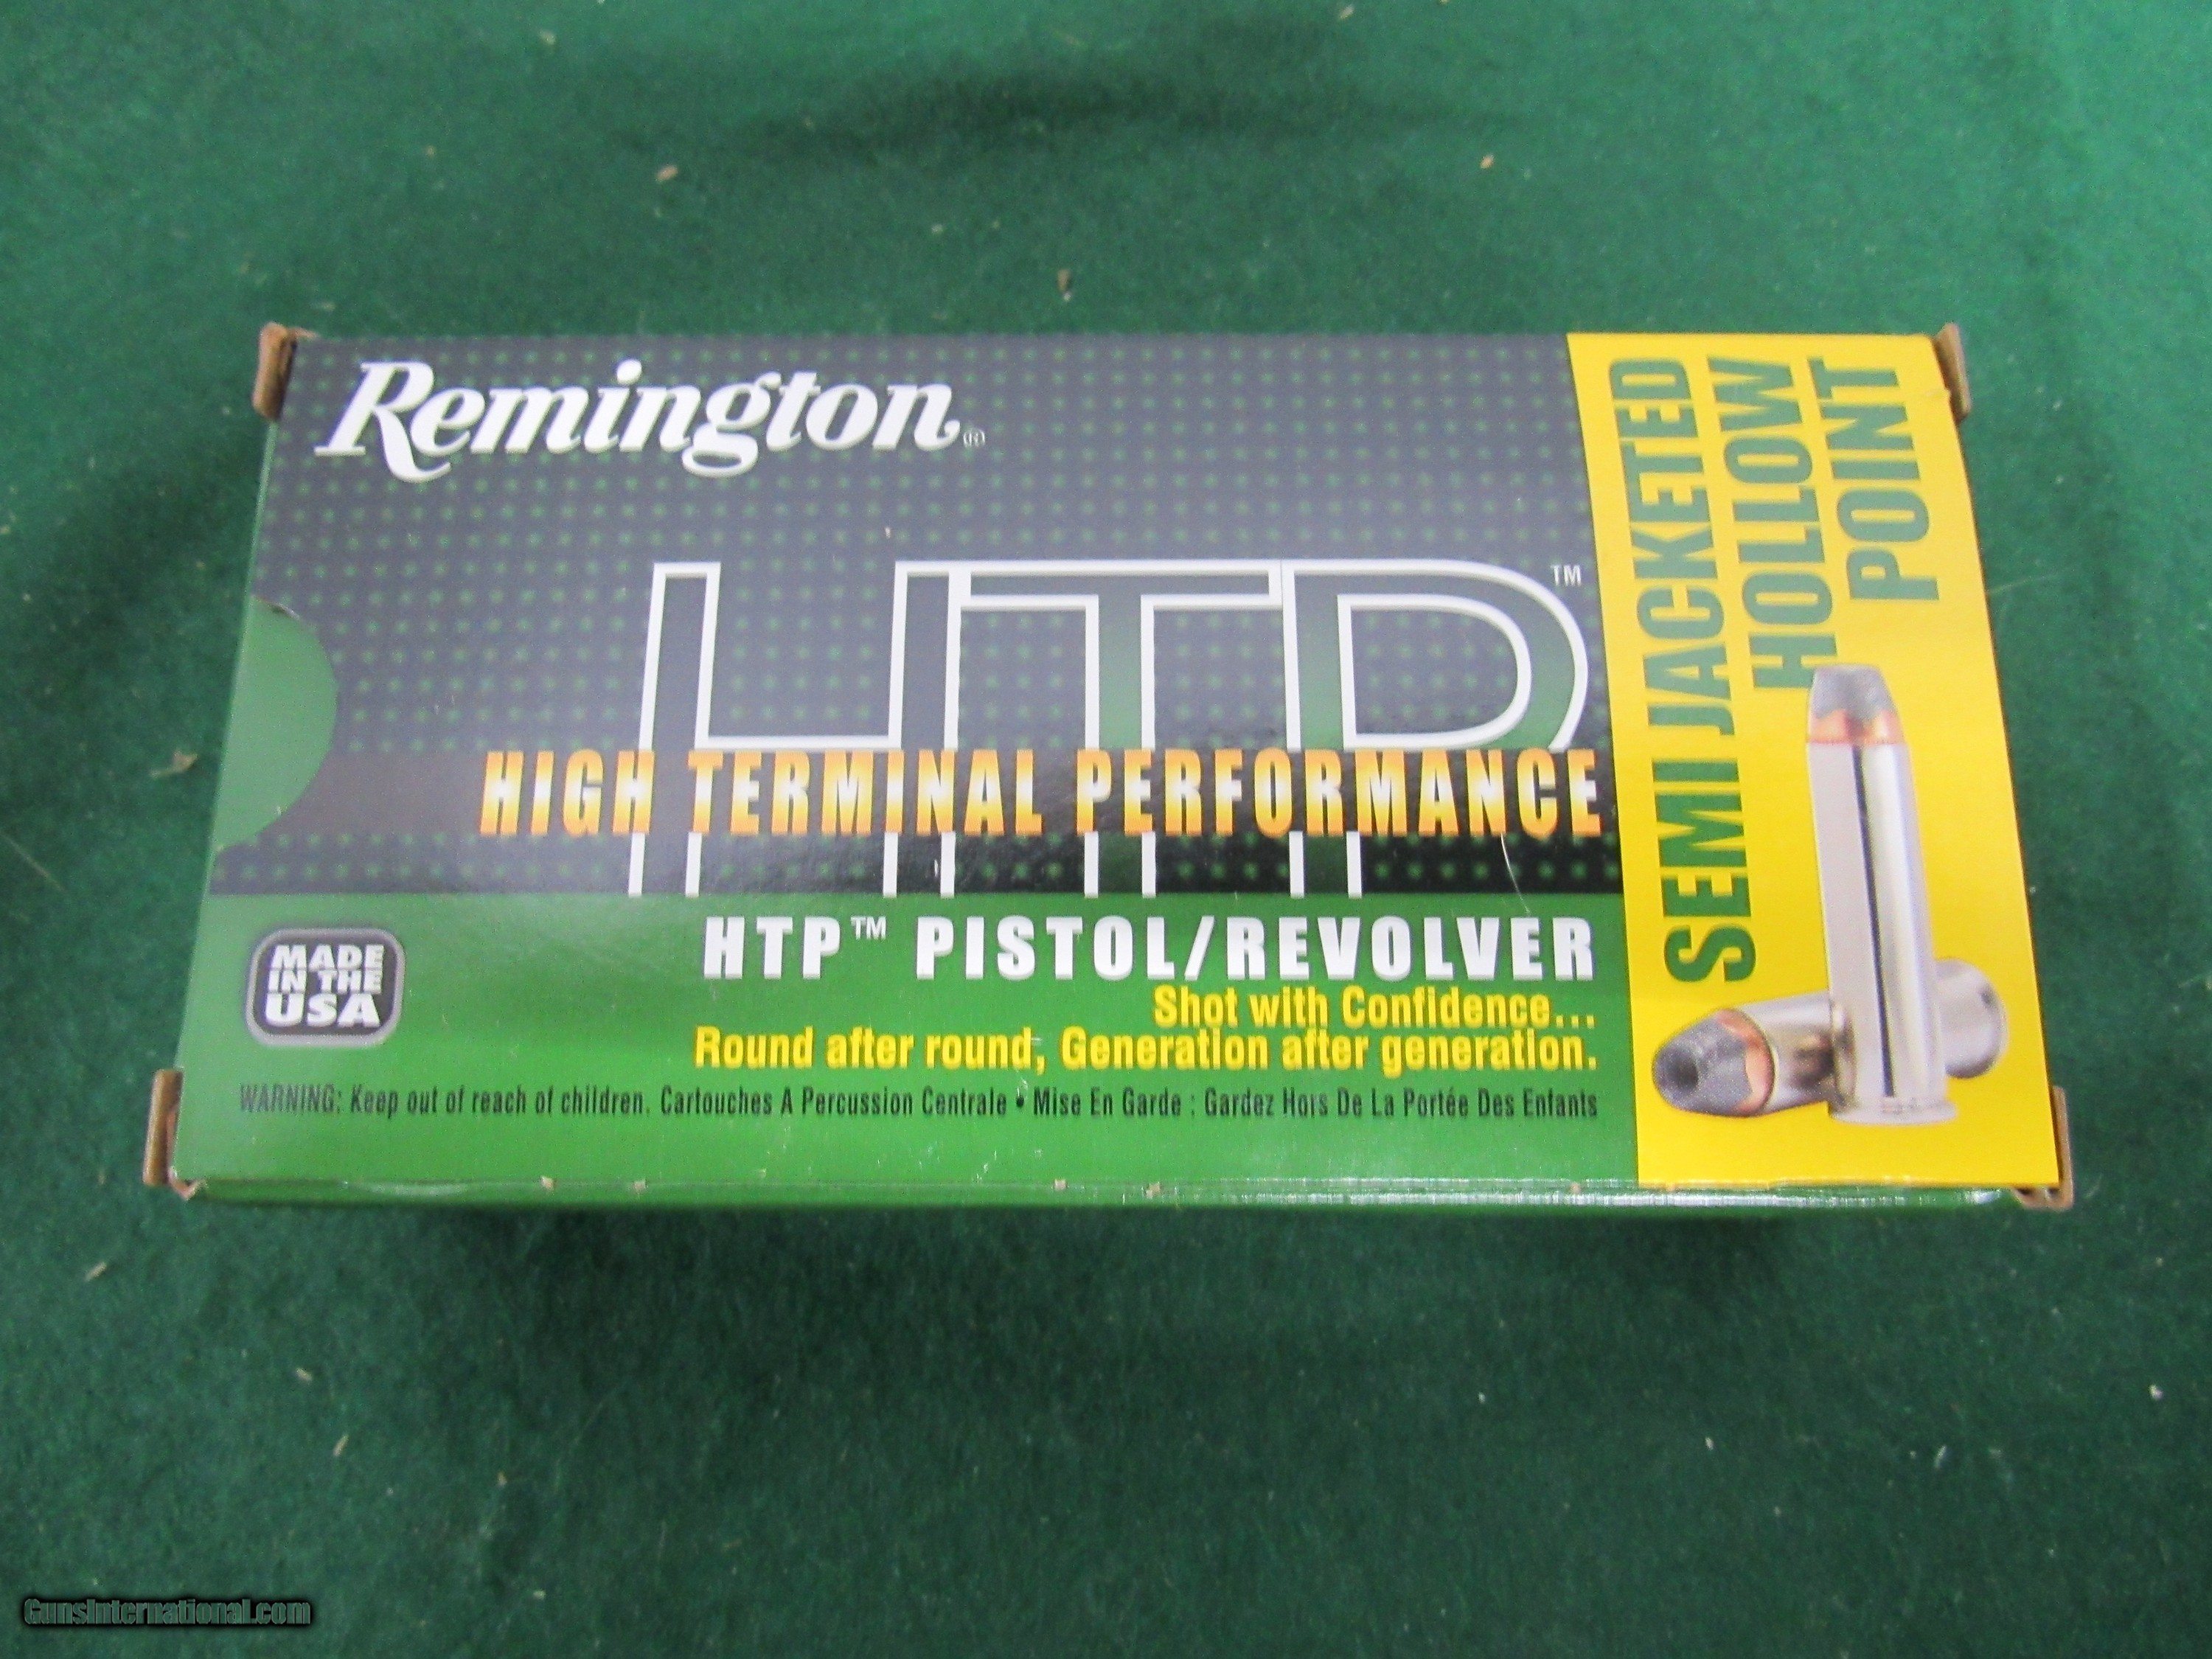 Remington®
HTP™
HIGH TERMINAL PERFORMANCE
HTP™ PISTOL/REVOLVER
Shot with Confidence...
Round after round, Generation after generation.
MADE
IN THE
USA
WARNING: Keep out of reach of children. Cartouches A Percussion Centrale • Mise En Garde : Gardez Hors De La Portée Des Enfants
SEMI JACKETED
HOLLOW
POINT
GunsInternational.com